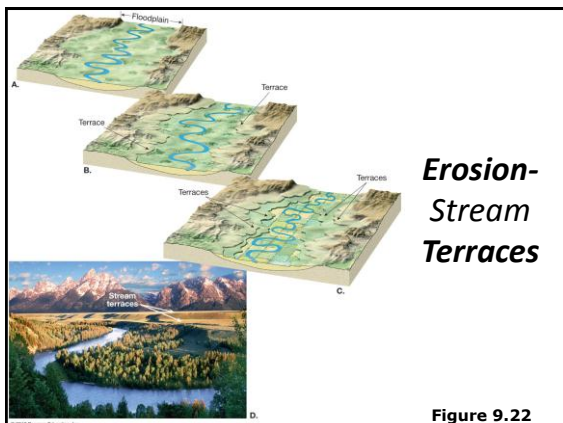 Floodplain
A.
Terrace
Terrace
B.
Terraces
Terraces
C.
Erosion-
Stream
Terraces
Stream
terraces
D.
Figure 9.22